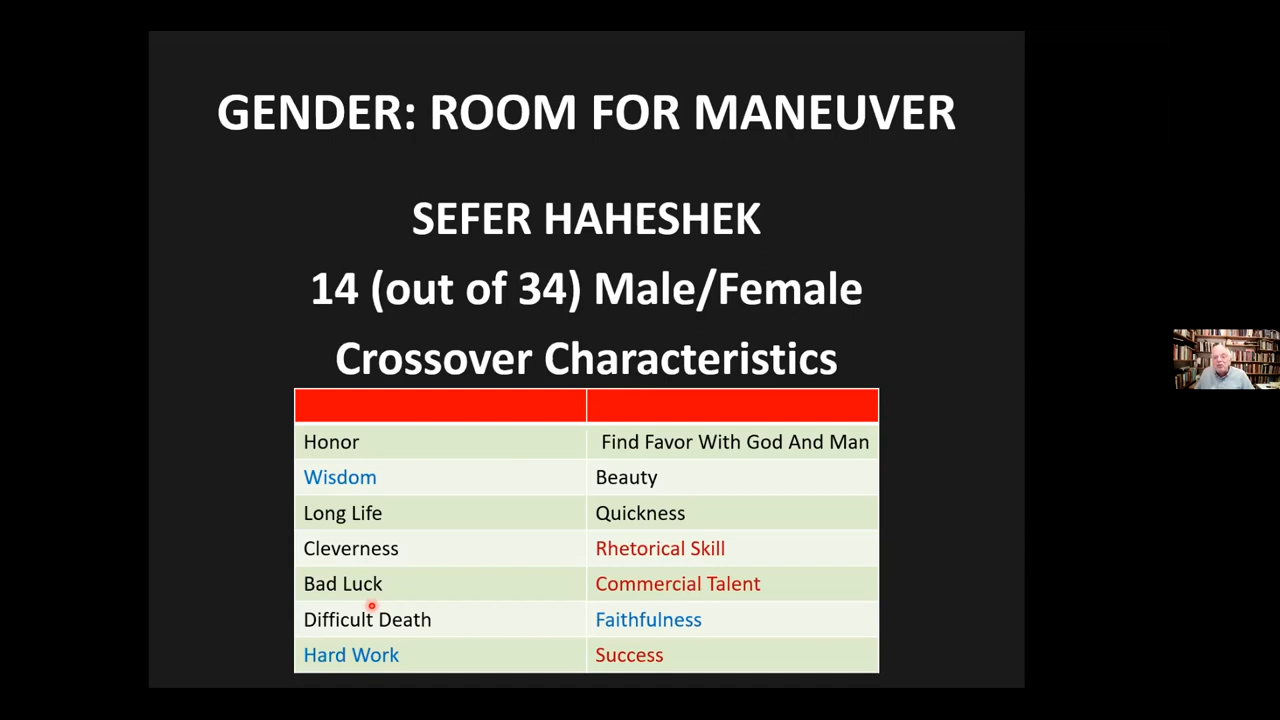 GENDER: ROOM FOR MANEUVER
SEFER HAHESHEK
14 (out of 34) Male/Female
Crossover Characteristics
Honor Find Favor With God And Man
Wisdom Beauty
Long Life Quickness
Cleverness Rhetorical Skill
Bad Luck Commercial Talent
Difficult Death Faithfulness
Hard Work Success